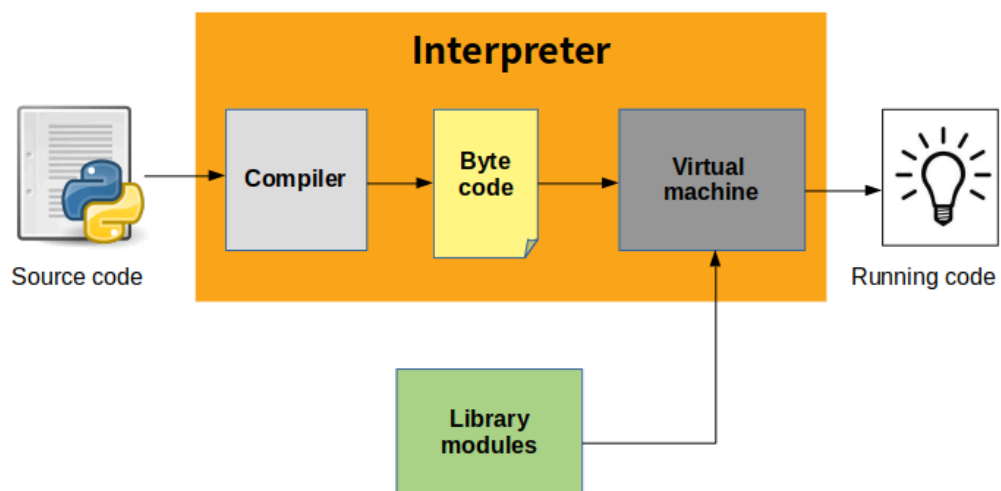 Interpreter
Compiler
Byte
code
Virtual
machine
Source code
Running code
Library
modules